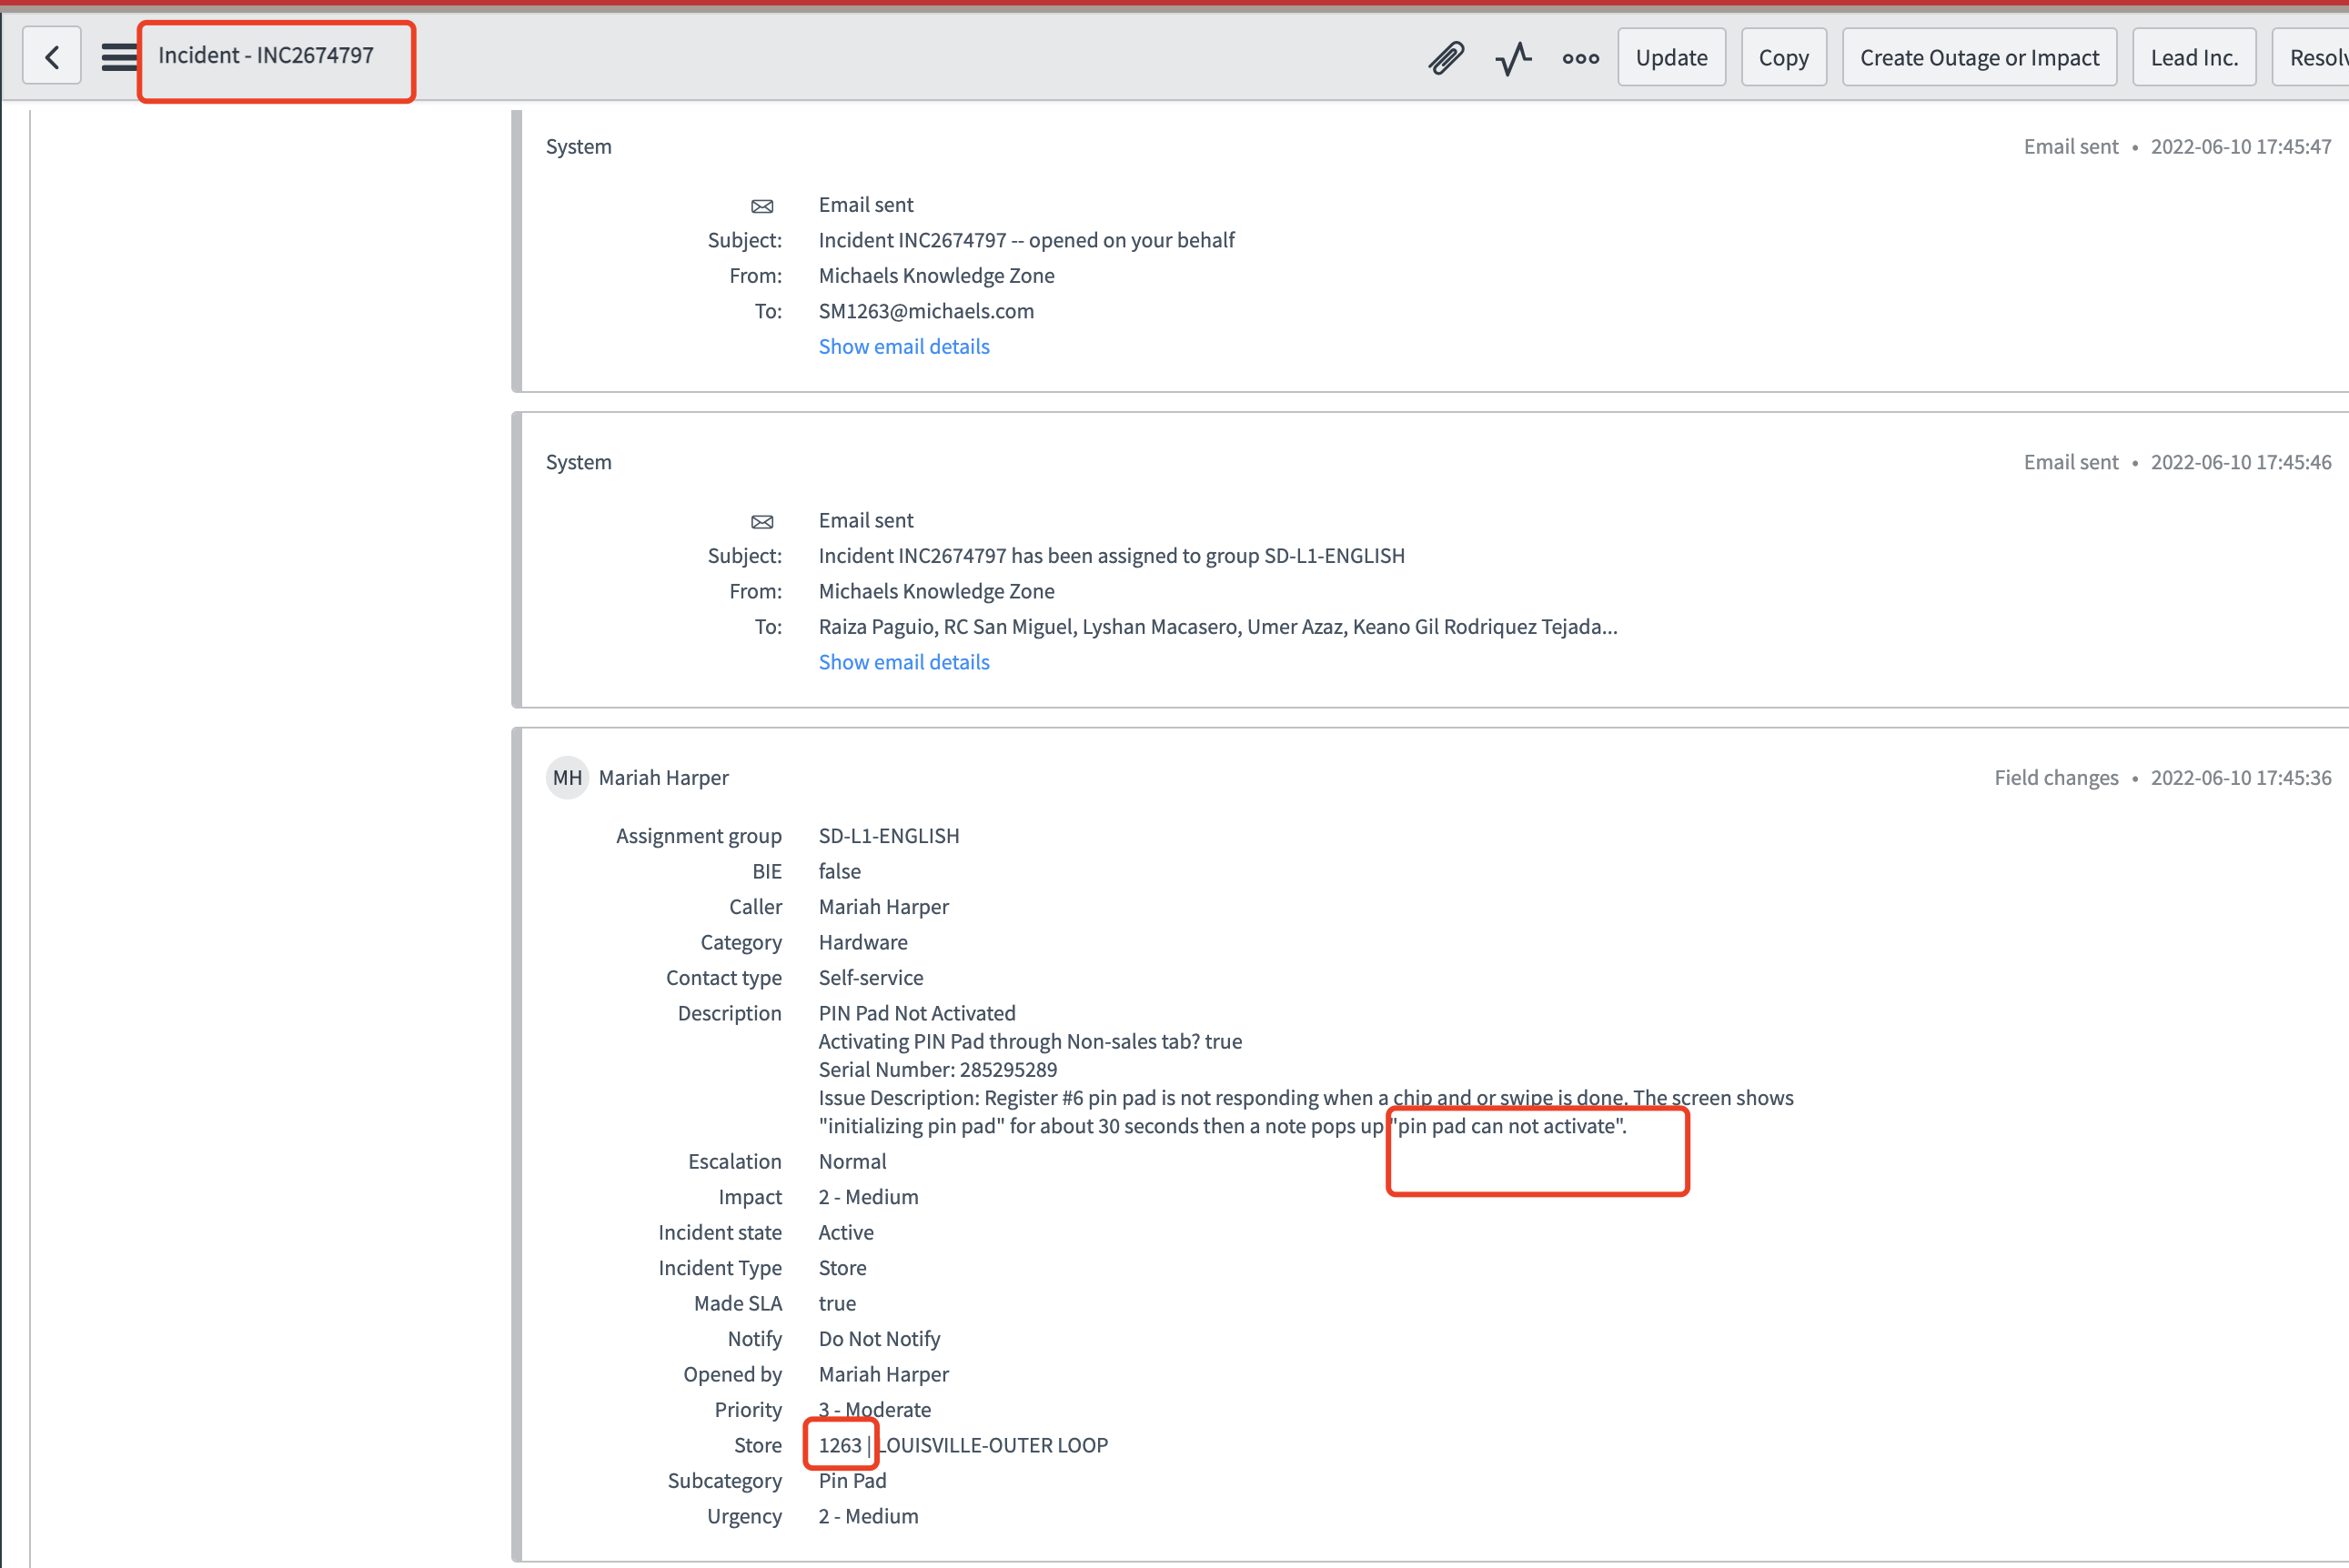 Incident - INC2674797
Update
Copy
Create Outage or Impact
Lead Inc.
System
Email sent • 2022-06-10 17:45:47
Email sent
Subject: Incident INC2674797 -- opened on your behalf
From: Michaels Knowledge Zone
To: SM1263@michaels.com
Show email details
System
Email sent • 2022-06-10 17:45:46
Email sent
Subject: Incident INC2674797 has been assigned to group SD-L1-ENGLISH
From: Michaels Knowledge Zone
To: Raiza Paguio, RC San Miguel, Lyshan Macasero, Umer Azaz, Keano Gil Rodriquez Tejada...
Show email details
MH Mariah Harper
Field changes • 2022-06-10 17:45:36
Assignment group SD-L1-ENGLISH
BIE false
Caller Mariah Harper
Category Hardware
Contact type Self-service
Description PIN Pad Not Activated
Activating PIN Pad through Non-sales tab? true
Serial Number: 285295289
Issue Description: Register #6 pin pad is not responding when a chip and or swipe is done. The screen shows
"initializing pin pad" for about 30 seconds then a note pops up "pin pad can not activate".
Escalation Normal
Impact 2 - Medium
Incident state Active
Incident Type Store
Made SLA true
Notify Do Not Notify
Opened by Mariah Harper
Priority 3 - Moderate
Store 1263 | LOUISVILLE-OUTER LOOP
Subcategory Pin Pad
Urgency 2 - Medium